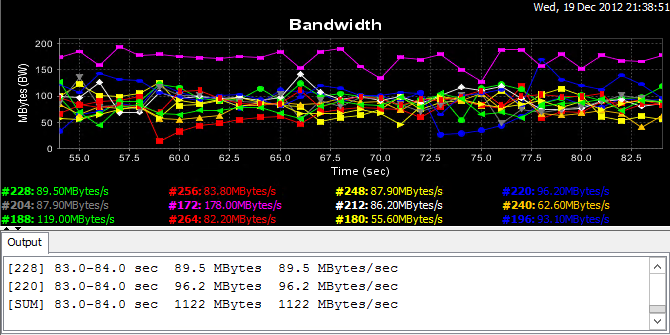 Wed, 19 Dec 2012 21:38:51
Bandwidth
MBytes (BW)
200
150
100
50
0
55.0 57.5 60.0 62.5 65.0 67.5 70.0 72.5 75.0 77.5 80.0 82.5
Time (sec)
#228: 89.50MBytes/s #256: 83.80MBytes/s #248: 87.90MBytes/s #220: 96.20MBytes/s
#204: 87.90MBytes/s #172: 178.00MBytes/s #212: 86.20MBytes/s #240: 62.60MBytes/s
#188: 119.00MBytes/s #264: 82.20MBytes/s #180: 55.60MBytes/s #196: 93.10MBytes/s
Output
[228] 83.0-84.0 sec 89.5 MBytes 89.5 MBytes/sec
[220] 83.0-84.0 sec 96.2 MBytes 96.2 MBytes/sec
[SUM] 83.0-84.0 sec 1122 MBytes 1122 MBytes/sec